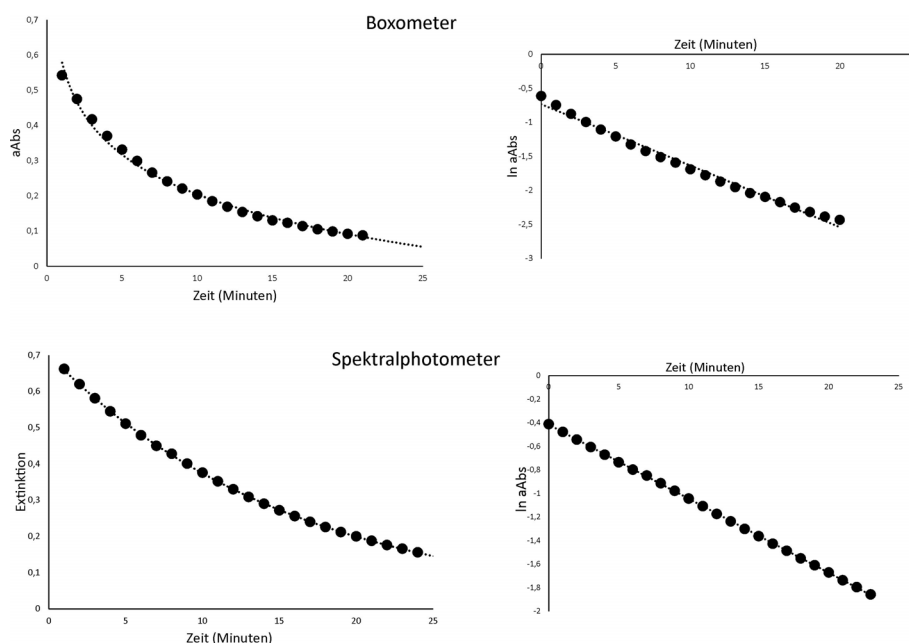 Boxometer
0,7
0,6
0,5
0,4
0,3
0,2
0,1
0
aAbs
0 5 10 15 20 25
Zeit (Minuten)
Zeit (Minuten)
0 5 10 15 20
0
-0,5
-1
-1,5
-2
-2,5
-3
ln aAbs
Spektralphotometer
0,7
0,6
0,5
0,4
0,3
0,2
0,1
0
Extinktion
0 5 10 15 20 25
Zeit (Minuten)
Zeit (Minuten)
0 5 10 15 20 25
0
-0,2
-0,4
-0,6
-0,8
-1
-1,2
-1,4
-1,6
-1,8
-2
ln aAbs